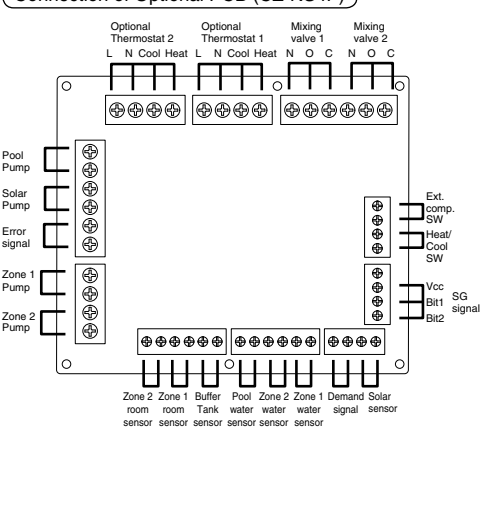 Optional Thermostat 2
L N Cool Heat
Optional Thermostat 1
L N Cool Heat
Mixing valve 1
N O C
Mixing valve 2
N O C
Pool Pump
Solar Pump
Error signal
Zone 1 Pump
Zone 2 Pump
Ext. comp. SW
Heat/ Cool SW
Vcc
Bit1
Bit2
SG signal
Zone 2 room sensor
Zone 1 room sensor
Buffer Tank sensor
Pool water sensor
Zone 2 water sensor
Zone 1 water sensor
Demand signal
Solar sensor